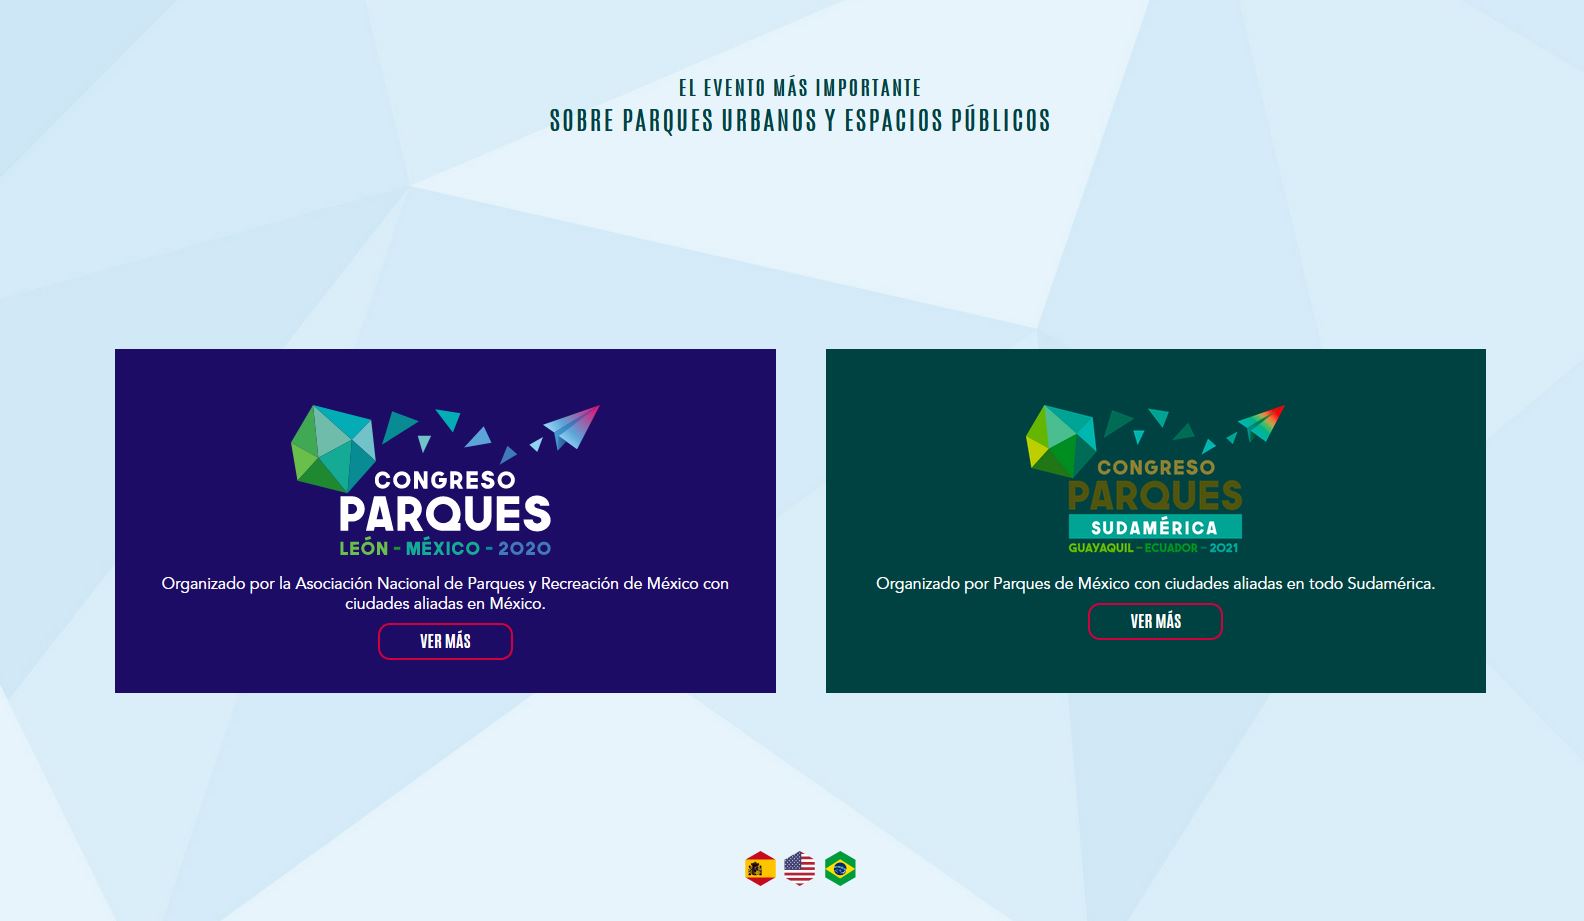 EL EVENTO MÁS IMPORTANTE
SOBRE PARQUES URBANOS Y ESPACIOS PÚBLICOS
CONGRESO
PARQUES
LEÓN - MÉXICO - 2020
Organizado por la Asociación Nacional de Parques y Recreación de México con
ciudades aliadas en México.
VER MÁS
CONGRESO
PARQUES
SUDAMÉRICA
GUAYAQUIL - ECUADOR - 2021
Organizado por Parques de México con ciudades aliadas en todo Sudamérica.
VER MÁS